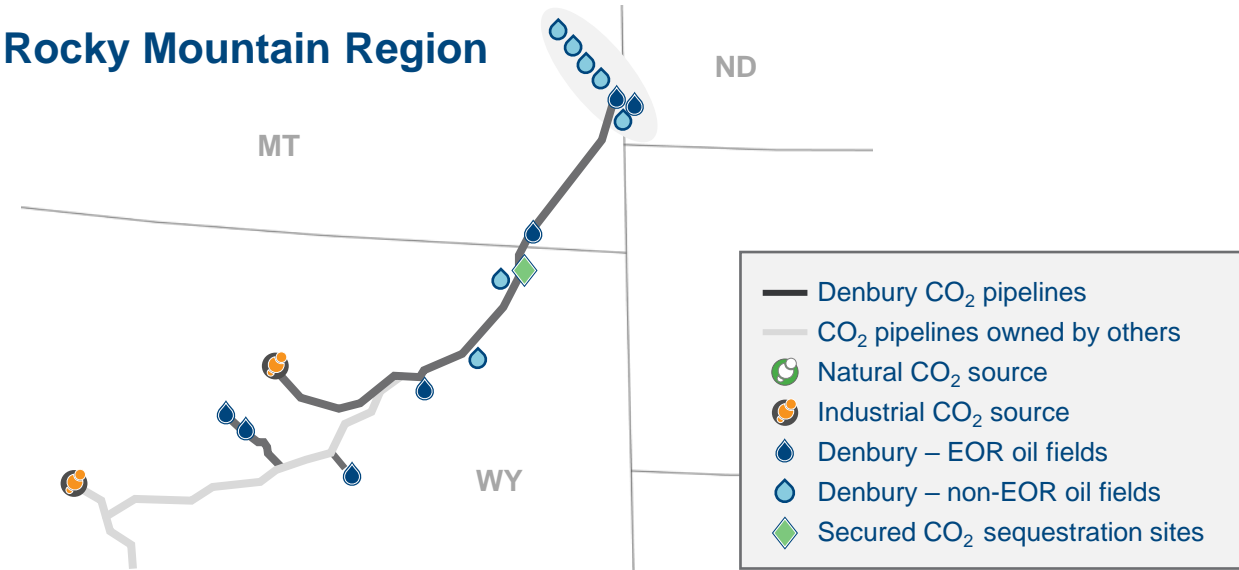 Rocky Mountain Region
ND
MT
WY
Denbury CO₂ pipelines
CO₂ pipelines owned by others
Natural CO₂ source
Industrial CO₂ source
Denbury – EOR oil fields
Denbury – non-EOR oil fields
Secured CO₂ sequestration sites